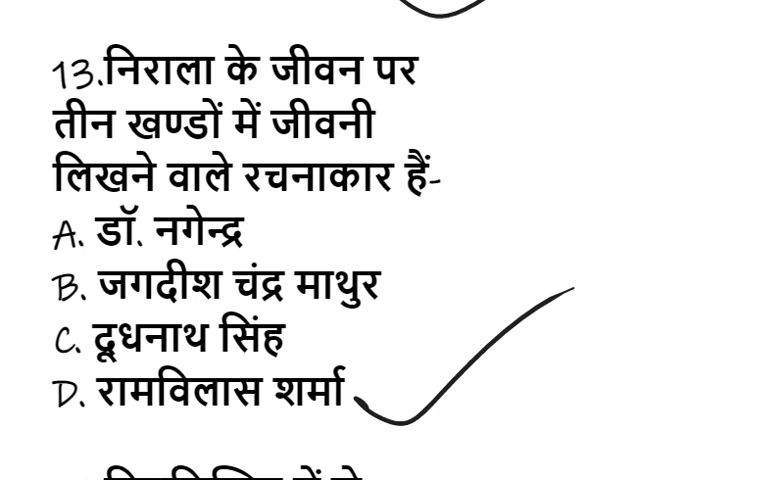 13.निराला के जीवन पर
तीन खण्डों में जीवनी
लिखने वाले रचनाकार हैं-
A. डॉ. नगेन्द्र
B. जगदीश चंद्र माथुर
C. दूधनाथ सिंह
D. रामविलास शर्मा